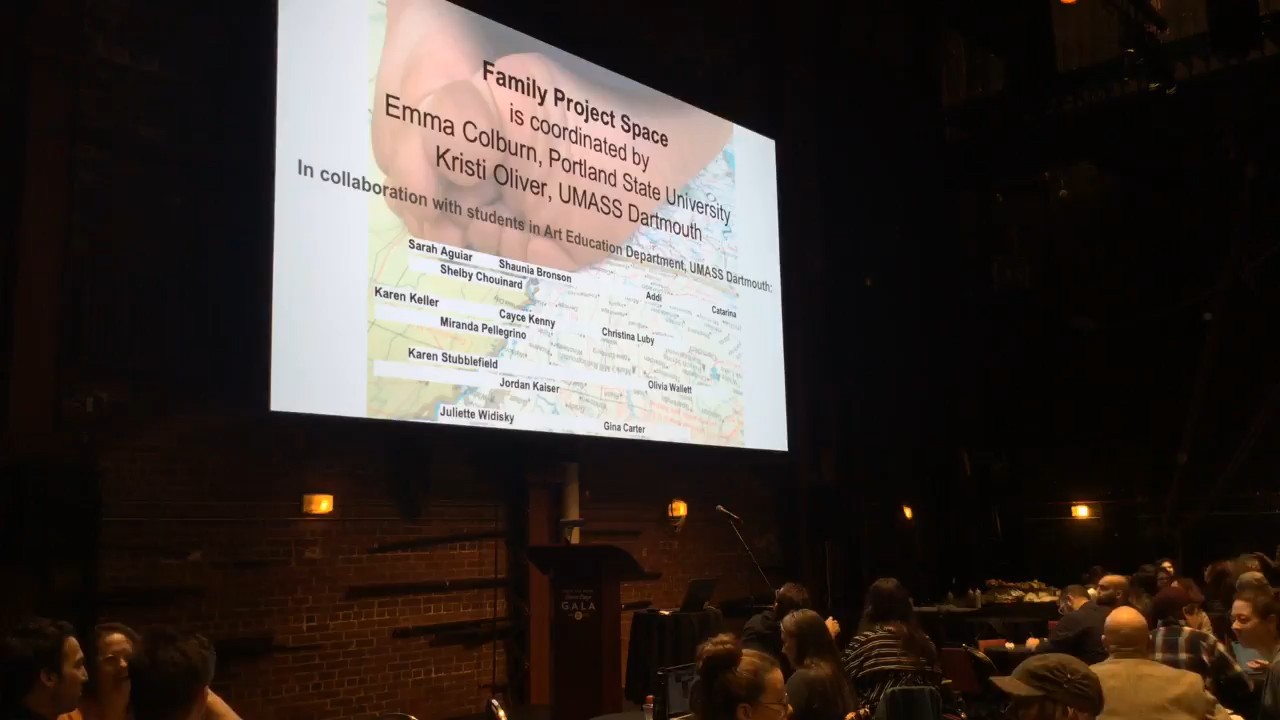 Family Project Space
is coordinated by
Emma Colburn, Portland State University
Kristi Oliver, UMASS Dartmouth
In collaboration with students in Art Education Department, UMASS Dartmouth:
Sarah Aguiar
Shaunia Bronson
Shelby Chouinard
Addi
Catarina
Karen Keller
Cayce Kenny
Miranda Pellegrino
Christina Luby
Karen Stubblefield
Jordan Kaiser
Olivia Wallett
Juliette Widisky
Gina Carter
GALA